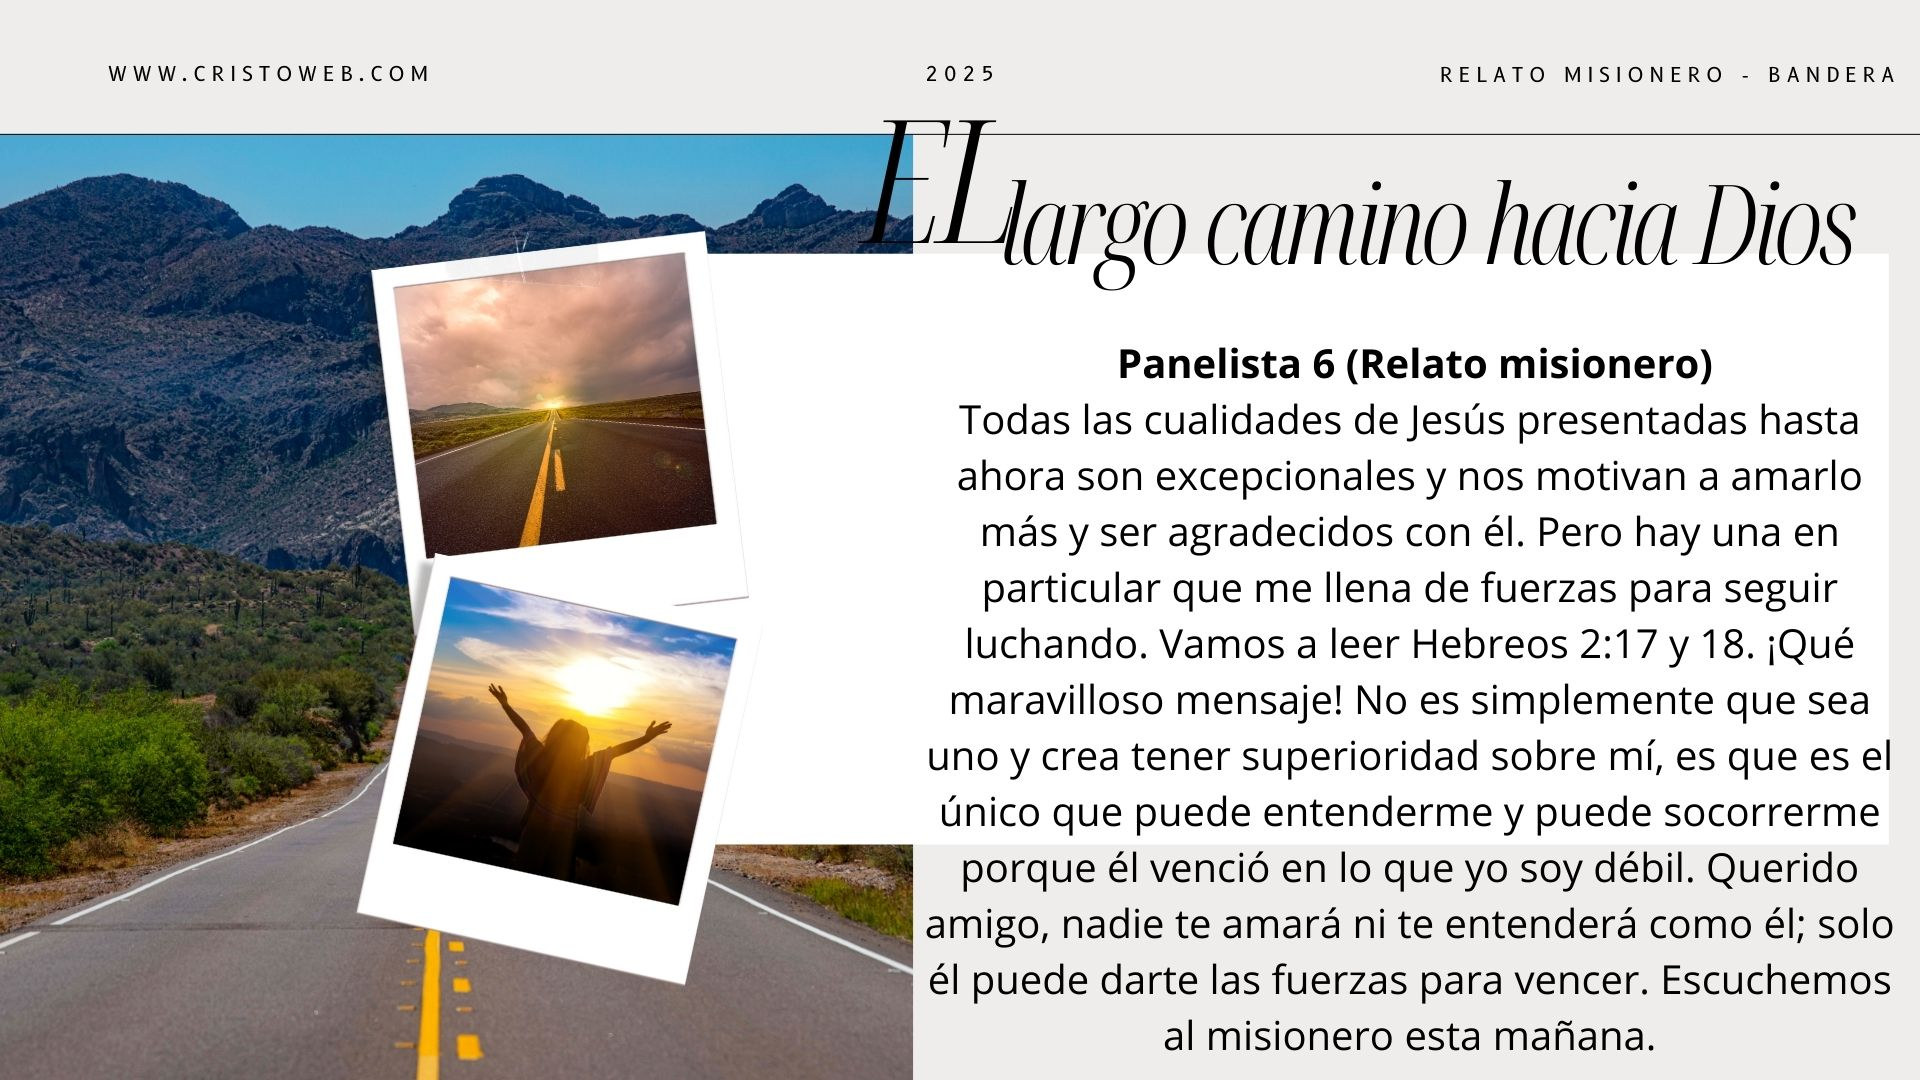 WWW.CRISTOWEB.COM
2025
RELATO MISIONERO - BANDERA
EL largo camino hacia Dios
Panelista 6 (Relato misionero)
Todas las cualidades de Jesús presentadas hasta
ahora son excepcionales y nos motivan a amarlo
más y ser agradecidos con él. Pero hay una en
particular que me llena de fuerzas para seguir
luchando. Vamos a leer Hebreos 2:17 y 18. ¡Qué
maravilloso mensaje! No es simplemente que sea
uno y crea tener superioridad sobre mí, es que es el
único que puede entenderme y puede socorrerme
porque él venció en lo que yo soy débil. Querido
amigo, nadie te amará ni te entenderá como él; solo
él puede darte las fuerzas para vencer. Escuchemos
al misionero esta mañana.